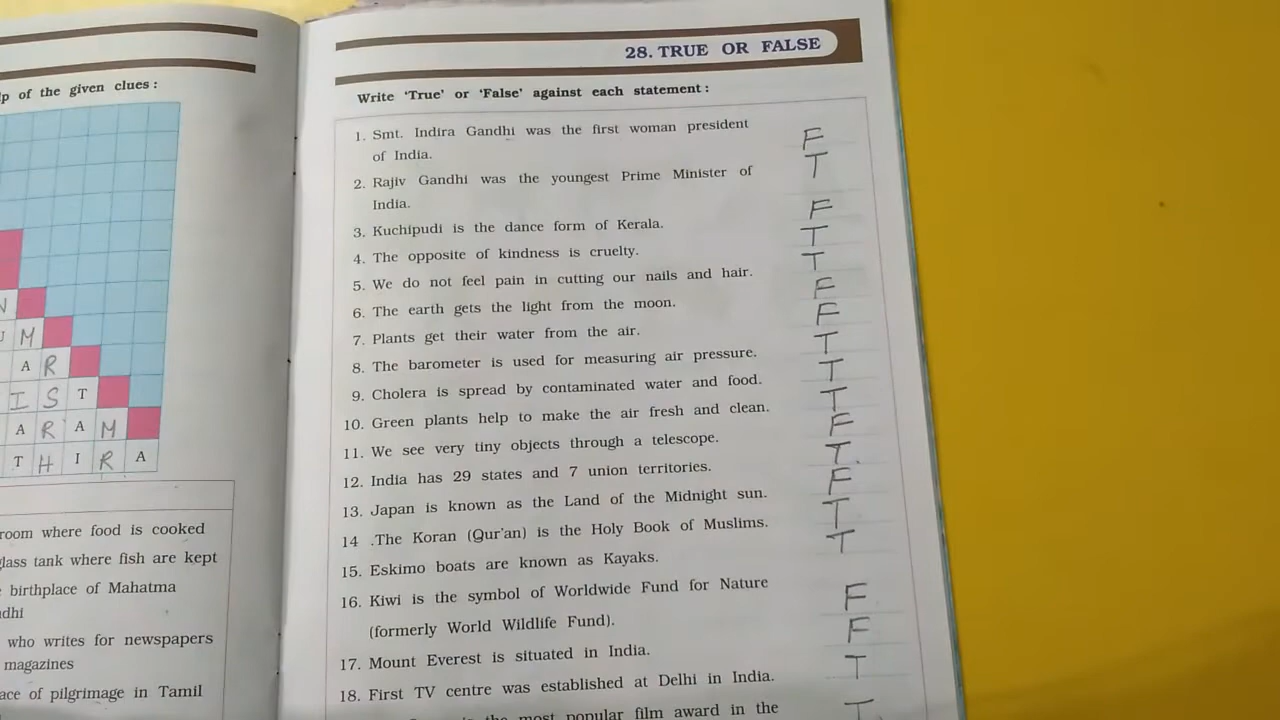 lp of the given clues :
N
J M
A R
I S T
A R A M
T H I R A
room where food is cooked
glass tank where fish are kept
birthplace of Mahatma
ndhi
who writes for newspapers
magazines
ace of pilgrimage in Tamil
28. TRUE OR FALSE
Write 'True' or 'False' against each statement :
1. Smt. Indira Gandhi was the first woman president F
of India.
2. Rajiv Gandhi was the youngest Prime Minister of T
India.
3. Kuchipudi is the dance form of Kerala. F
4. The opposite of kindness is cruelty. T
5. We do not feel pain in cutting our nails and hair. T
6. The earth gets the light from the moon. F
7. Plants get their water from the air. F
8. The barometer is used for measuring air pressure. T
9. Cholera is spread by contaminated water and food. T
10. Green plants help to make the air fresh and clean. T
11. We see very tiny objects through a telescope. F
12. India has 29 states and 7 union territories. T
13. Japan is known as the Land of the Midnight sun. F
14 .The Koran (Qur'an) is the Holy Book of Muslims. T
15. Eskimo boats are known as Kayaks. T
16. Kiwi is the symbol of Worldwide Fund for Nature F
(formerly World Wildlife Fund).
17. Mount Everest is situated in India. F
18. First TV centre was established at Delhi in India. T
is the most popular film award in the T